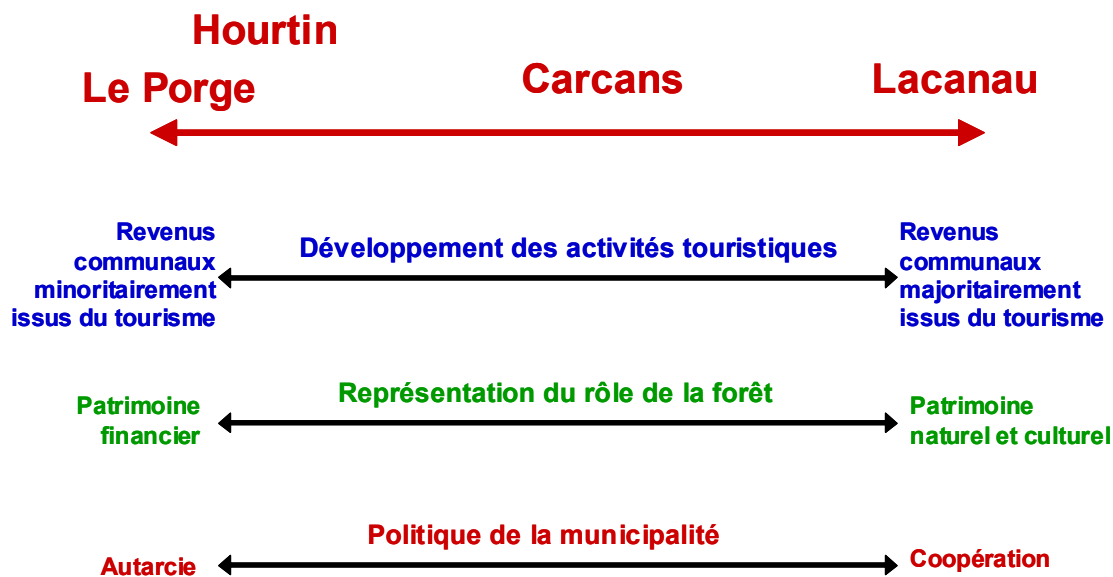 Hourtin
Le Porge
Carcans
Lacanau
Revenus
communaux
minoritairement
issus du tourisme
Développement des activités touristiques
Revenus
communaux
majoritairement
issus du tourisme
Patrimoine
financier
Représentation du rôle de la forêt
Patrimoine
naturel et culturel
Autarcie
Politique de la municipalité
Coopération